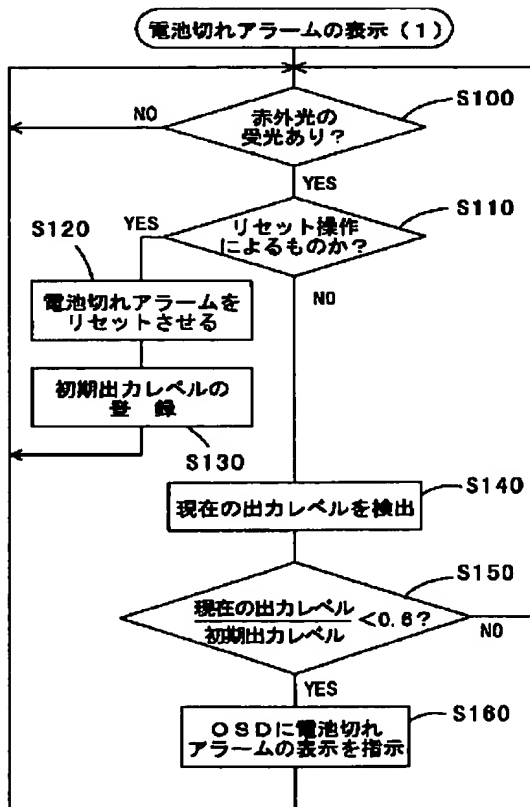 電池切れアラームの表示（1）
S100
赤外光の
受光あり？
NO
YES
S110
リセット操作
によるものか？
YES
NO
S120
電池切れアラームを
リセットさせる
初期出力レベルの
登　録
S130
S140
現在の出力レベルを検出
S150
現在の出力レベル
初期出力レベル
＜0.6？
NO
YES
S160
ＯＳＤに電池切れ
アラームの表示を指示